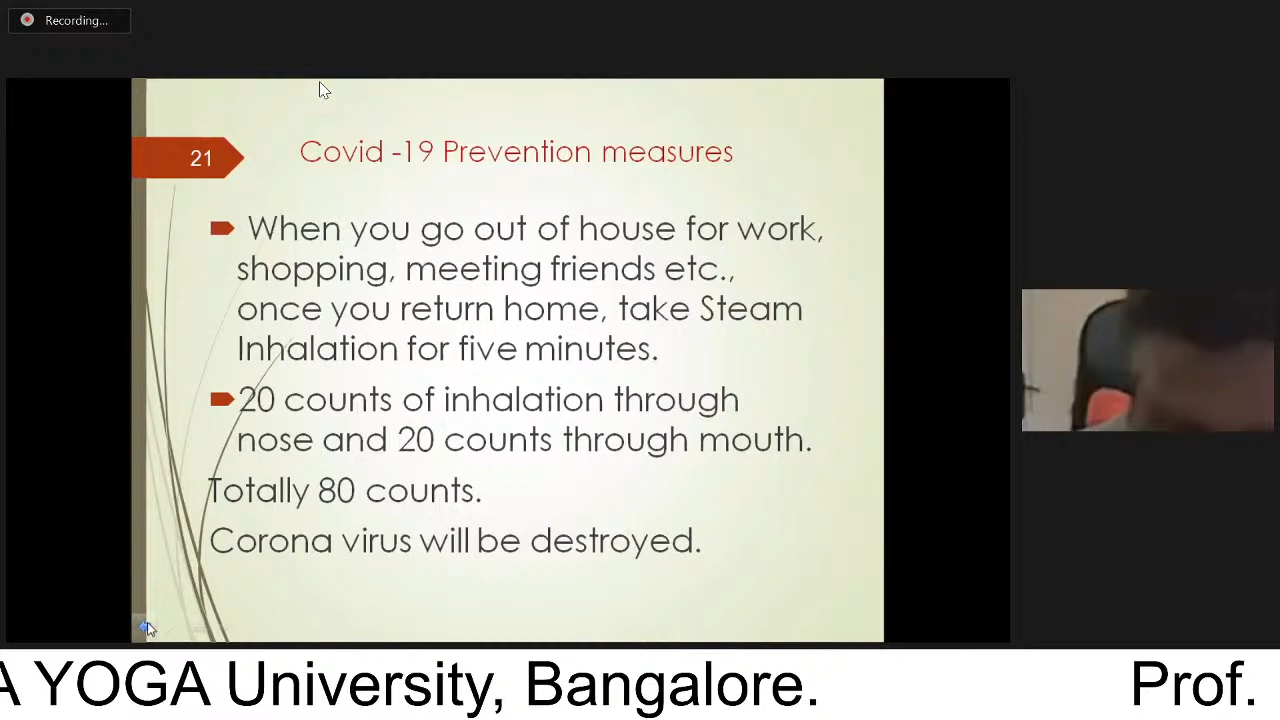 Recording...
21
Covid -19 Prevention measures
When you go out of house for work,
shopping, meeting friends etc.,
once you return home, take Steam
Inhalation for five minutes.
20 counts of inhalation through
nose and 20 counts through mouth.
Totally 80 counts.
Corona virus will be destroyed.
A YOGA University, Bangalore. Prof.